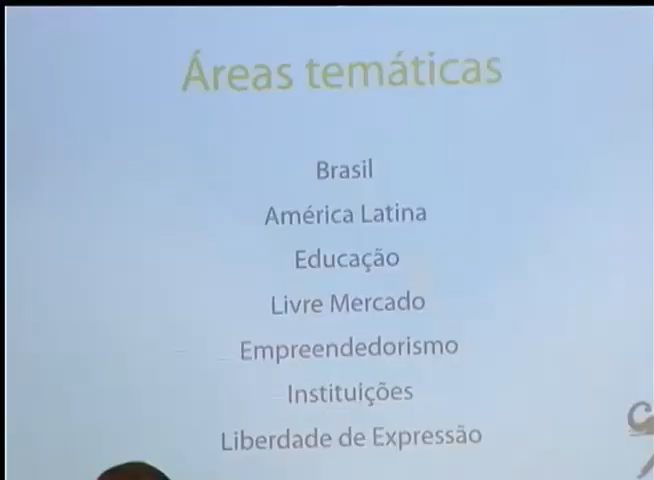 Áreas temáticas
Brasil
América Latina
Educação
Livre Mercado
Empreendedorismo
Instituições
Liberdade de Expressão